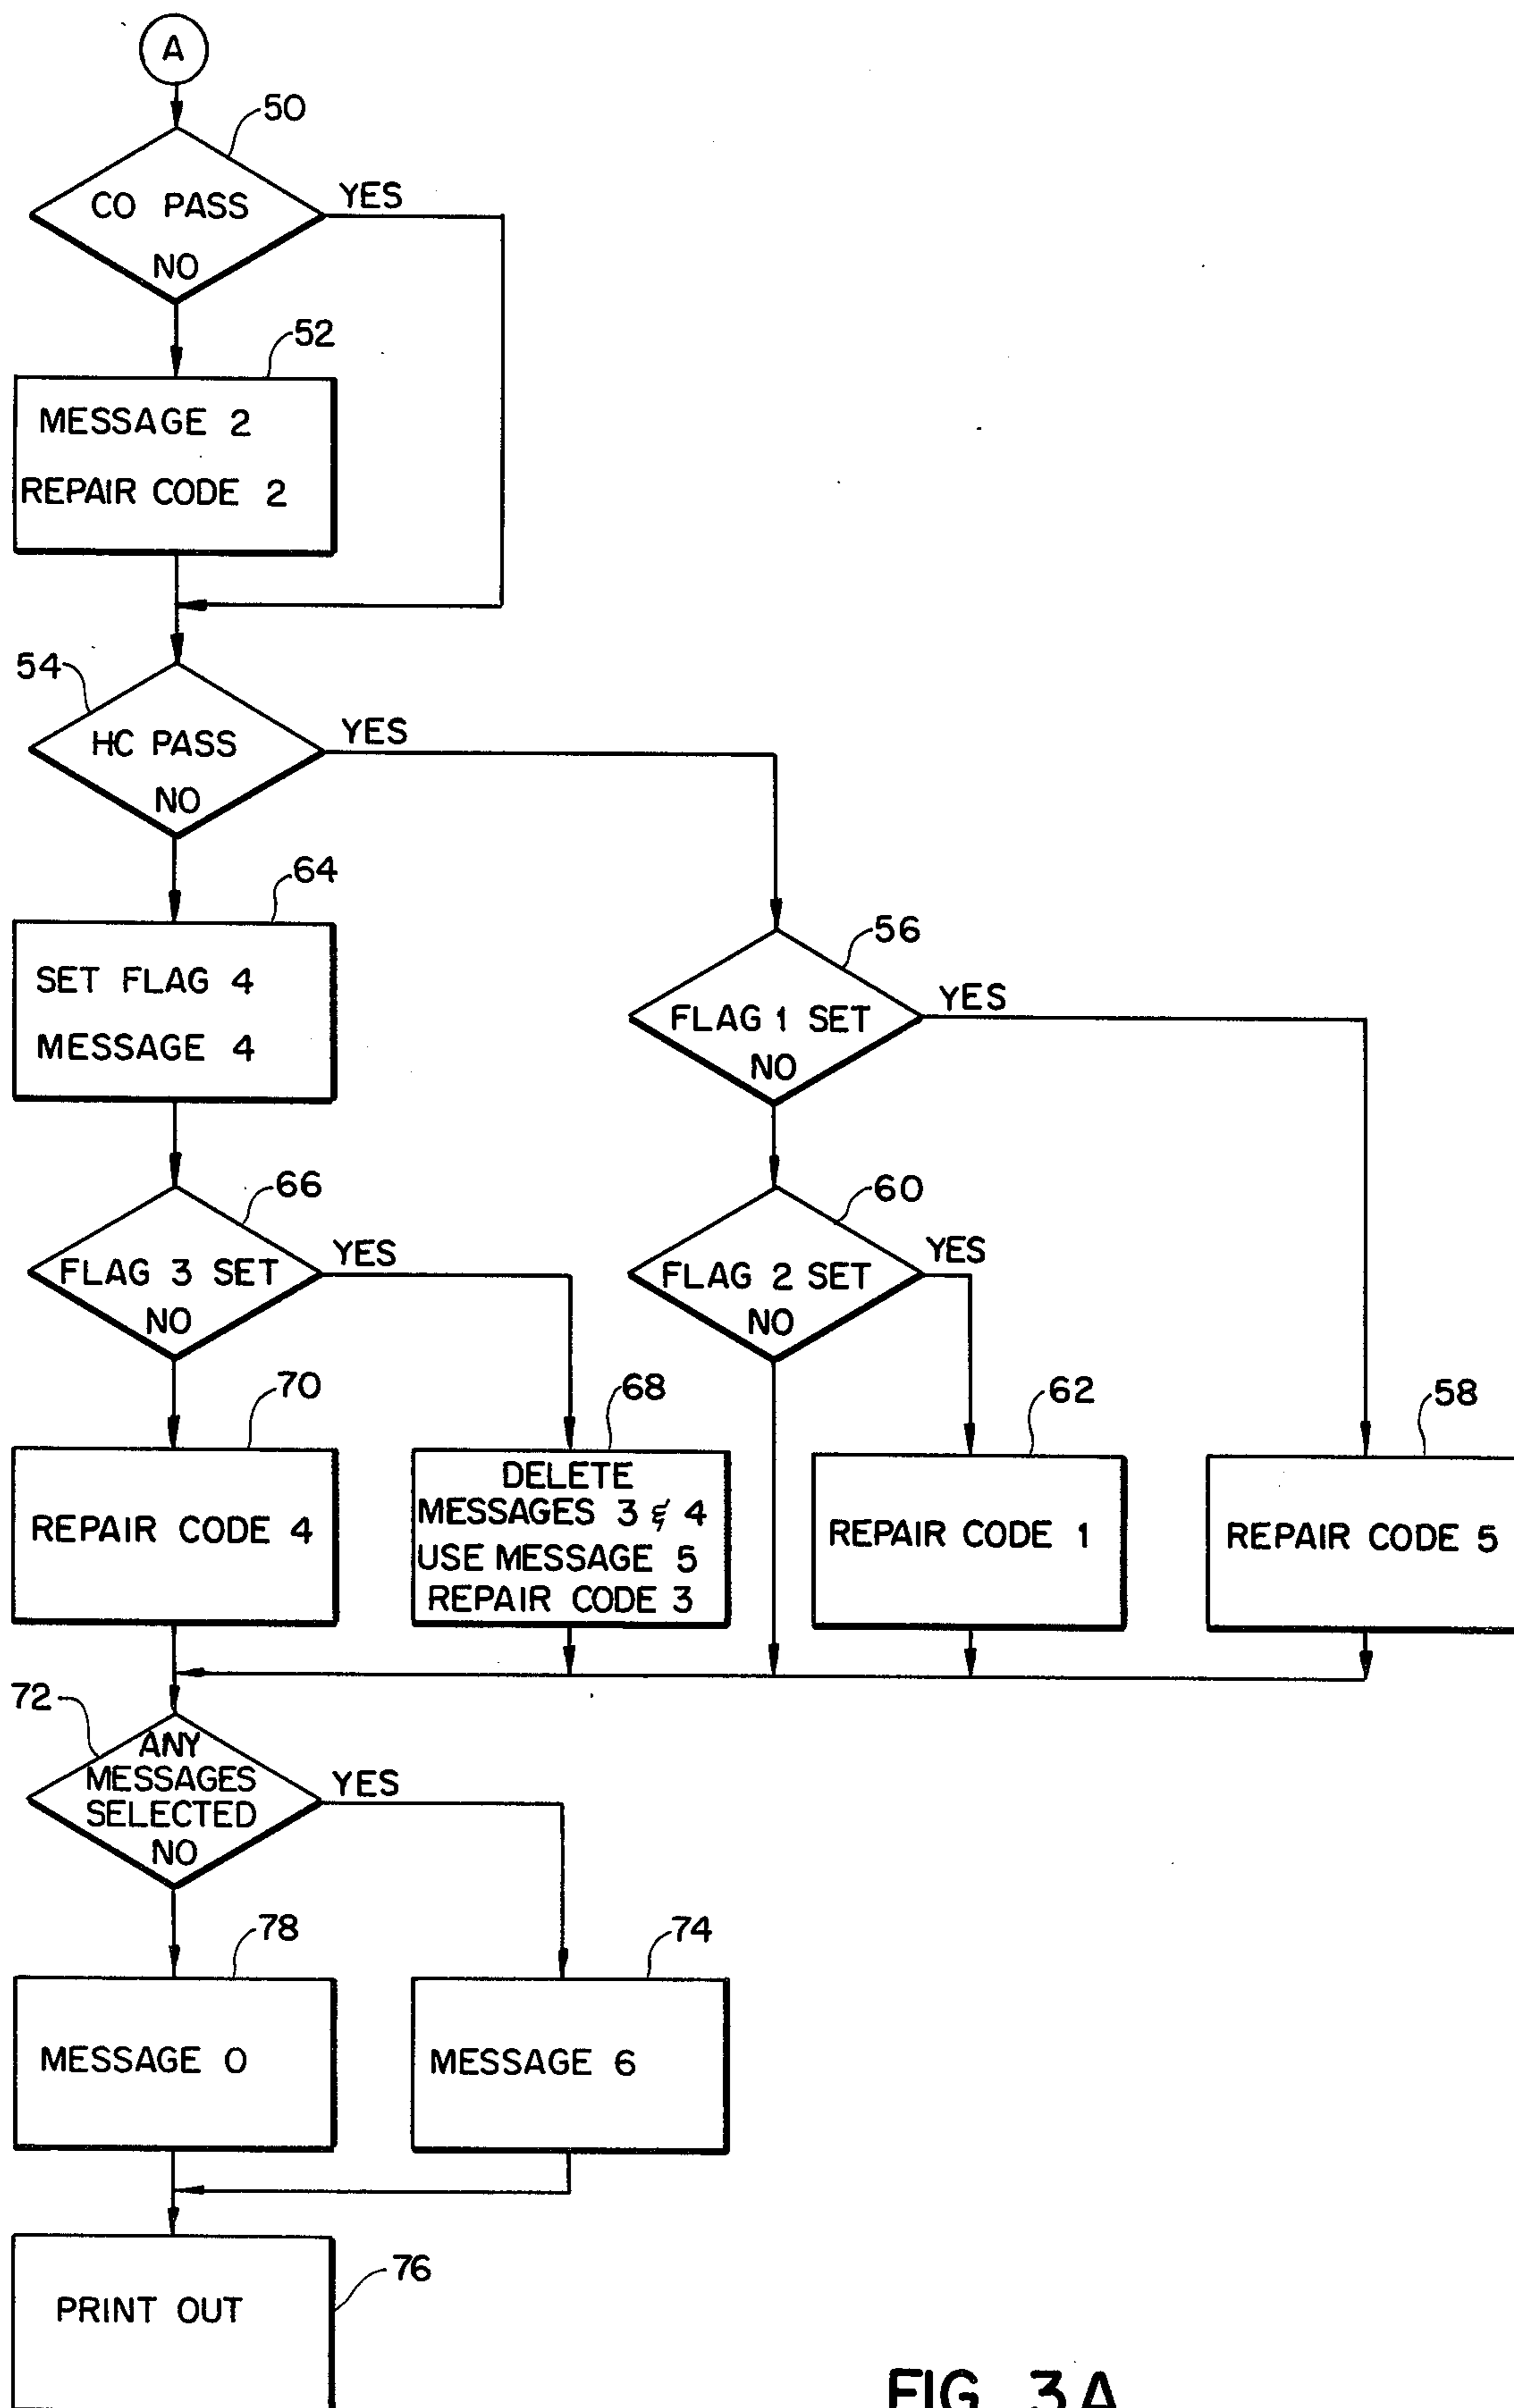 A
50
CO PASS
YES
NO
52
MESSAGE 2
REPAIR CODE 2
54
HC PASS
YES
NO
64
SET FLAG 4
MESSAGE 4
56
FLAG 1 SET
YES
NO
66
FLAG 3 SET
YES
NO
60
FLAG 2 SET
YES
NO
70
REPAIR CODE 4
68
DELETE
MESSAGES 3 & 4
USE MESSAGE 5
REPAIR CODE 3
62
REPAIR CODE 1
58
REPAIR CODE 5
72
ANY
MESSAGES
SELECTED
YES
NO
78
MESSAGE 0
74
MESSAGE 6
76
PRINT OUT
FIG. 3A